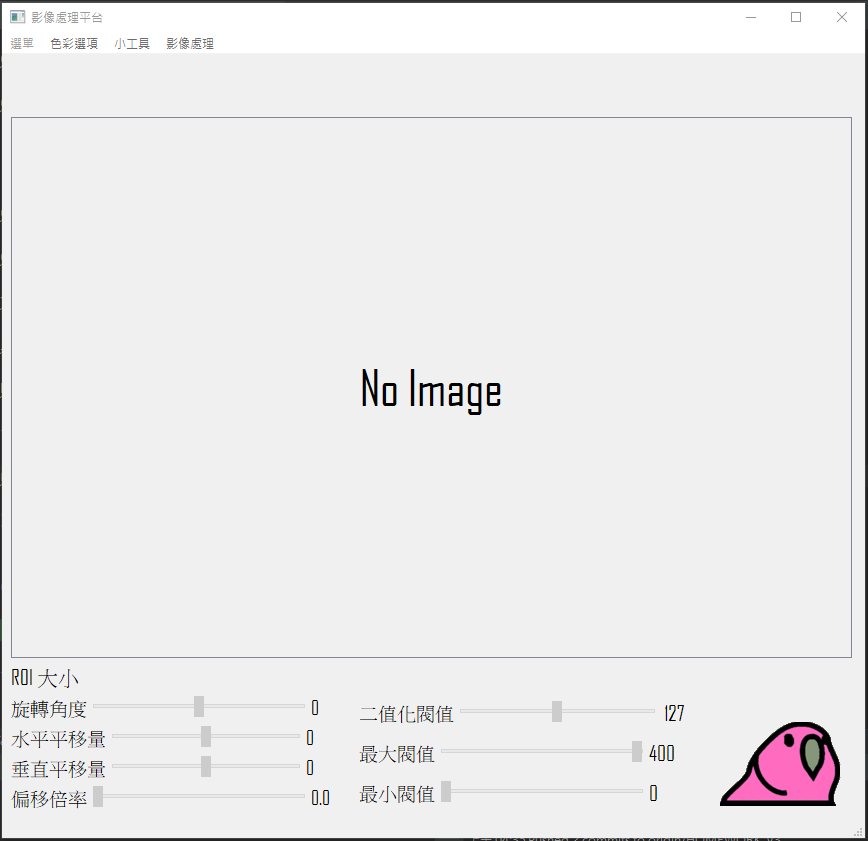 影像處理平台
選單 色彩選項 小工具 影像處理
No Image
ROI 大小
旋轉角度 0
水平平移量 0
垂直平移量 0
偏移倍率 0.0
二值化閥值 127
最大閥值 400
最小閥值 0